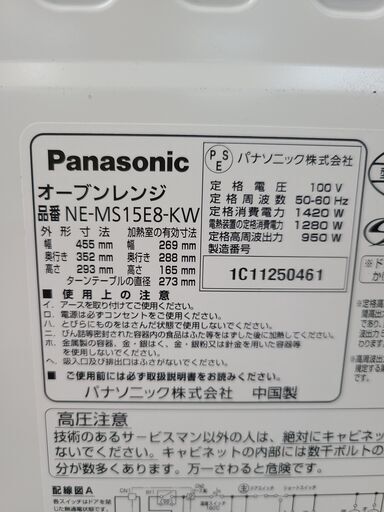 Panasonic
オーブンレンジ
品番 NE-MS15E8-KW
外形寸法 加熱室の有効寸法
幅 455 mm 幅 269 mm
奥行き 352 mm 奥行き 288 mm
高さ 293 mm 高さ 165 mm
ターンテーブルの直径 273 mm
PSE パナソニック株式会社
定格電圧 100 V
定格周波数 50-60 Hz
定格消費電力 1420 W
電熱装置の定格消費電力 1280 W
定格高周波出力 950 W
製造番号
1C11250461
■使用上の注意
イ. アースを取り付けてご使用ください。
ロ. 電源は必ずコンセントをご使用ください。
ハ. とびらにものをはさんだ状態で使用しないでください。
ニ. びん詰等密封された容器内の食品はふた等をはずした後に加熱してください。
ホ. 金属製の容器、金・銀はく、金・銀粉又は針金を用いた容器を
使用しないでください。
ヘ. 吸入口及び排出口はふさがないでください。
■ご使用前には必ず取扱説明書をお読みください。
パナソニック株式会社 中国製
高圧注意
技術のあるサービスマン以外の人は、絶対にキャビネッ
ないでください。キャビネットの内部には数千ボルトの
分が数多くあります。万一さわると危険です。
配線図A
各スイッチはドアを閉